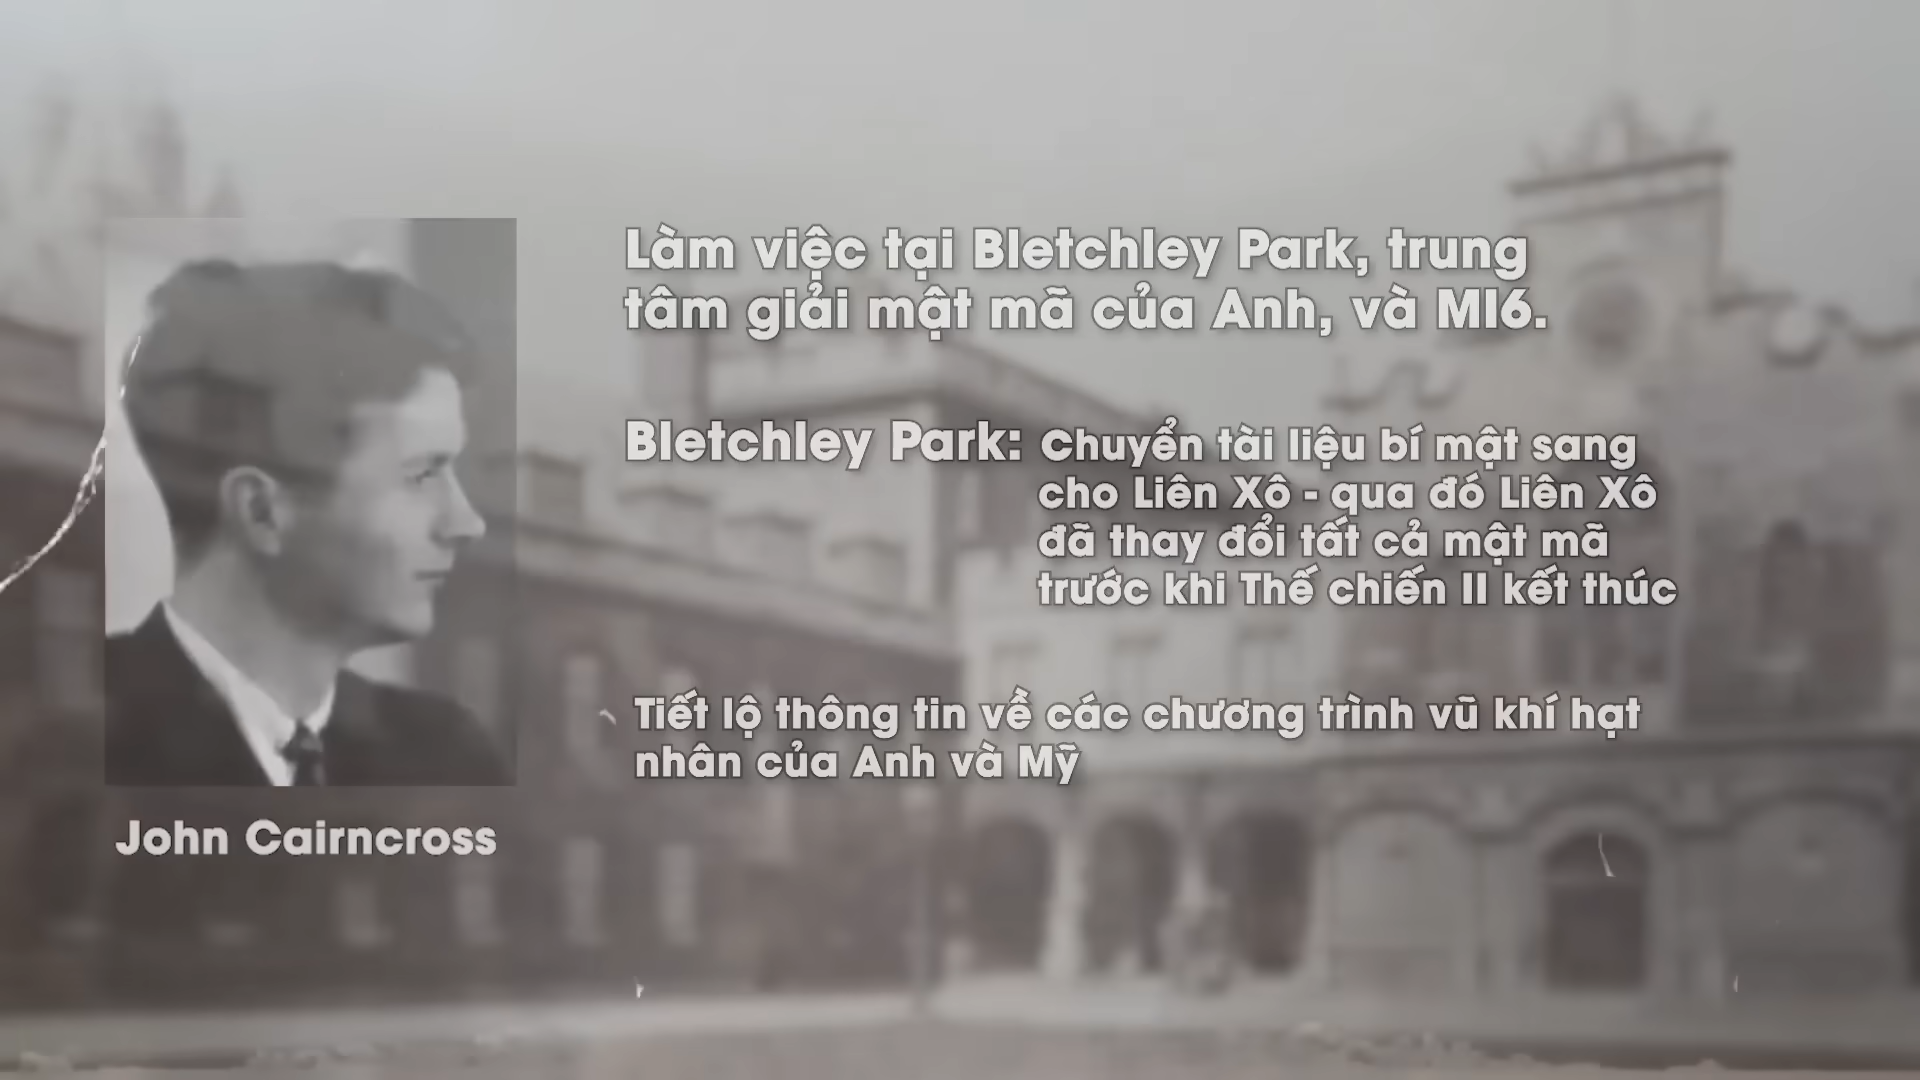 Làm việc tại Bletchley Park, trung
tâm giải mật mã của Anh, và MI6.
Bletchley Park: Chuyển tài liệu bí mật sang
cho Liên Xô - qua đó Liên Xô
đã thay đổi tất cả mật mã
trước khi Thế chiến II kết thúc
Tiết lộ thông tin về các chương trình vũ khí hạt
nhân của Anh và Mỹ
John Cairncross